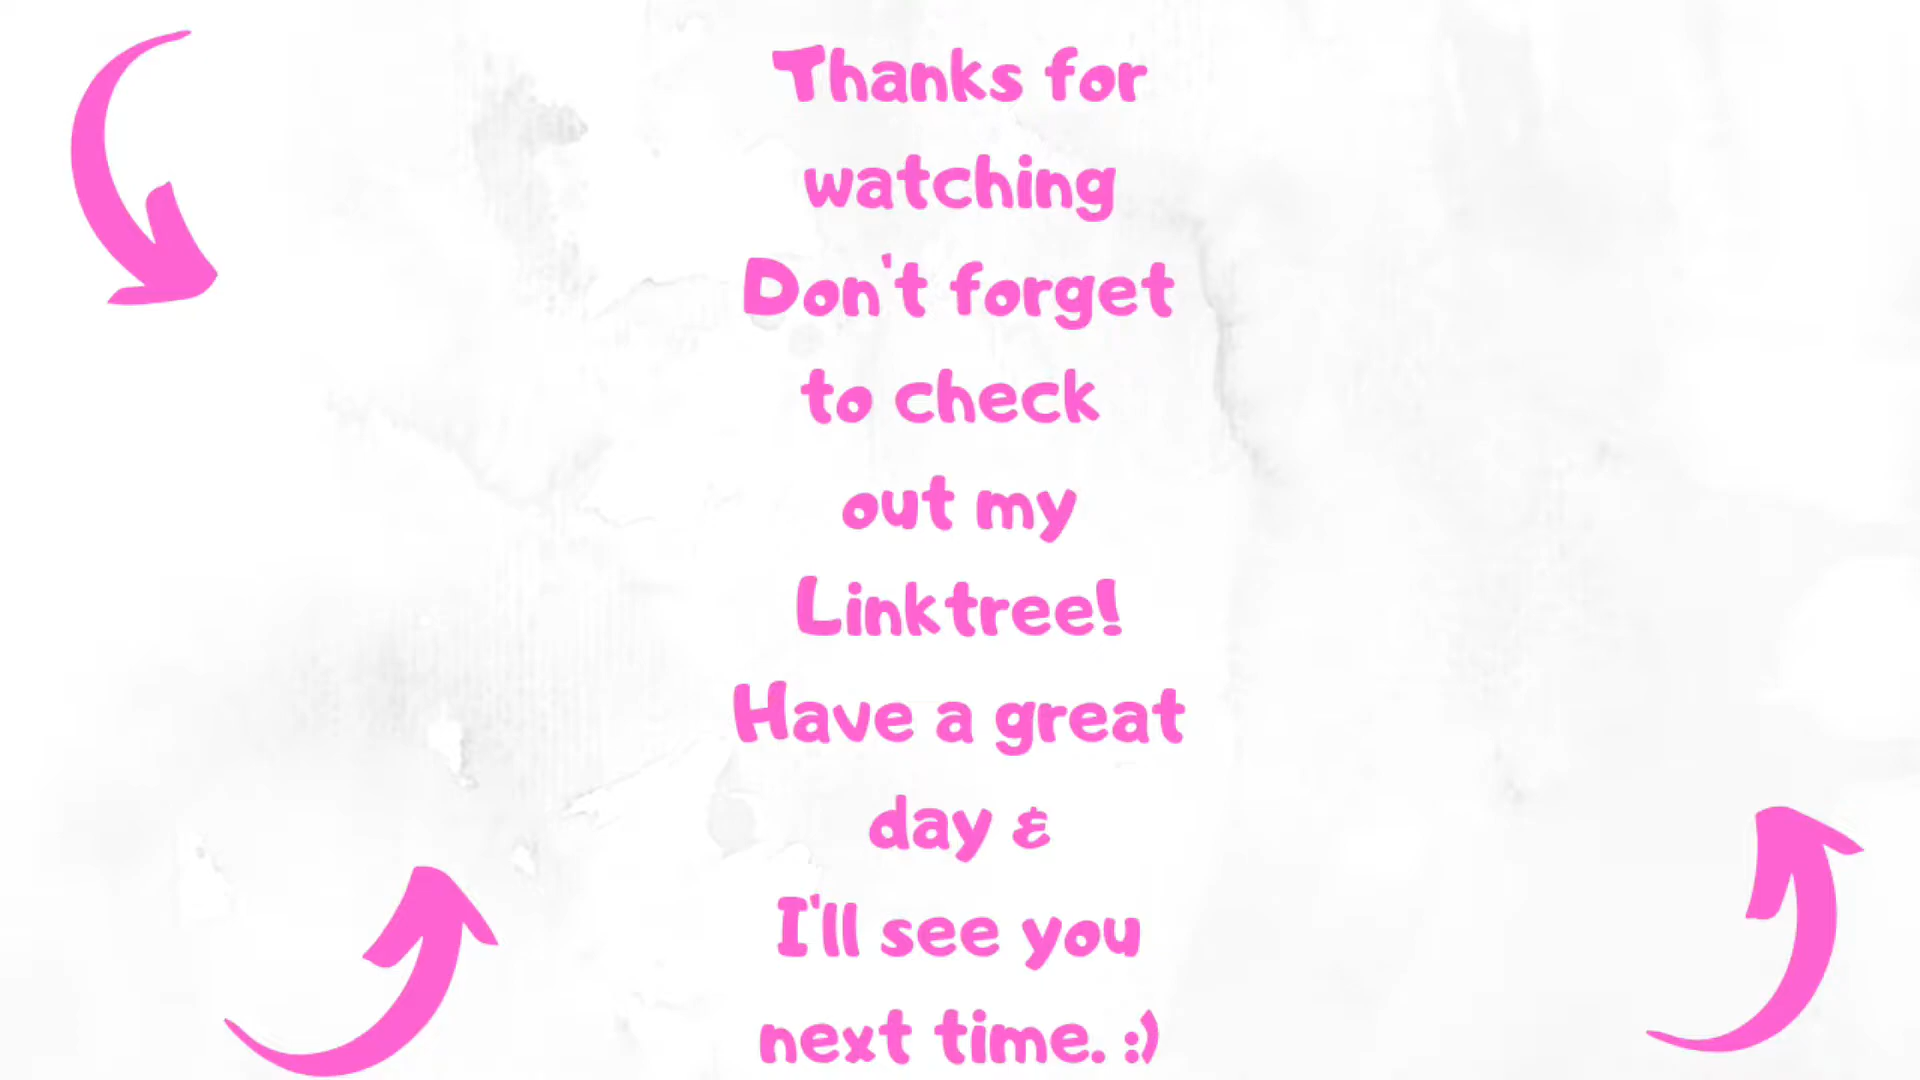 Thanks for
watching
Don't forget
to check
out my
Linktree!
Have a great
day &
I'll see you
next time. :)